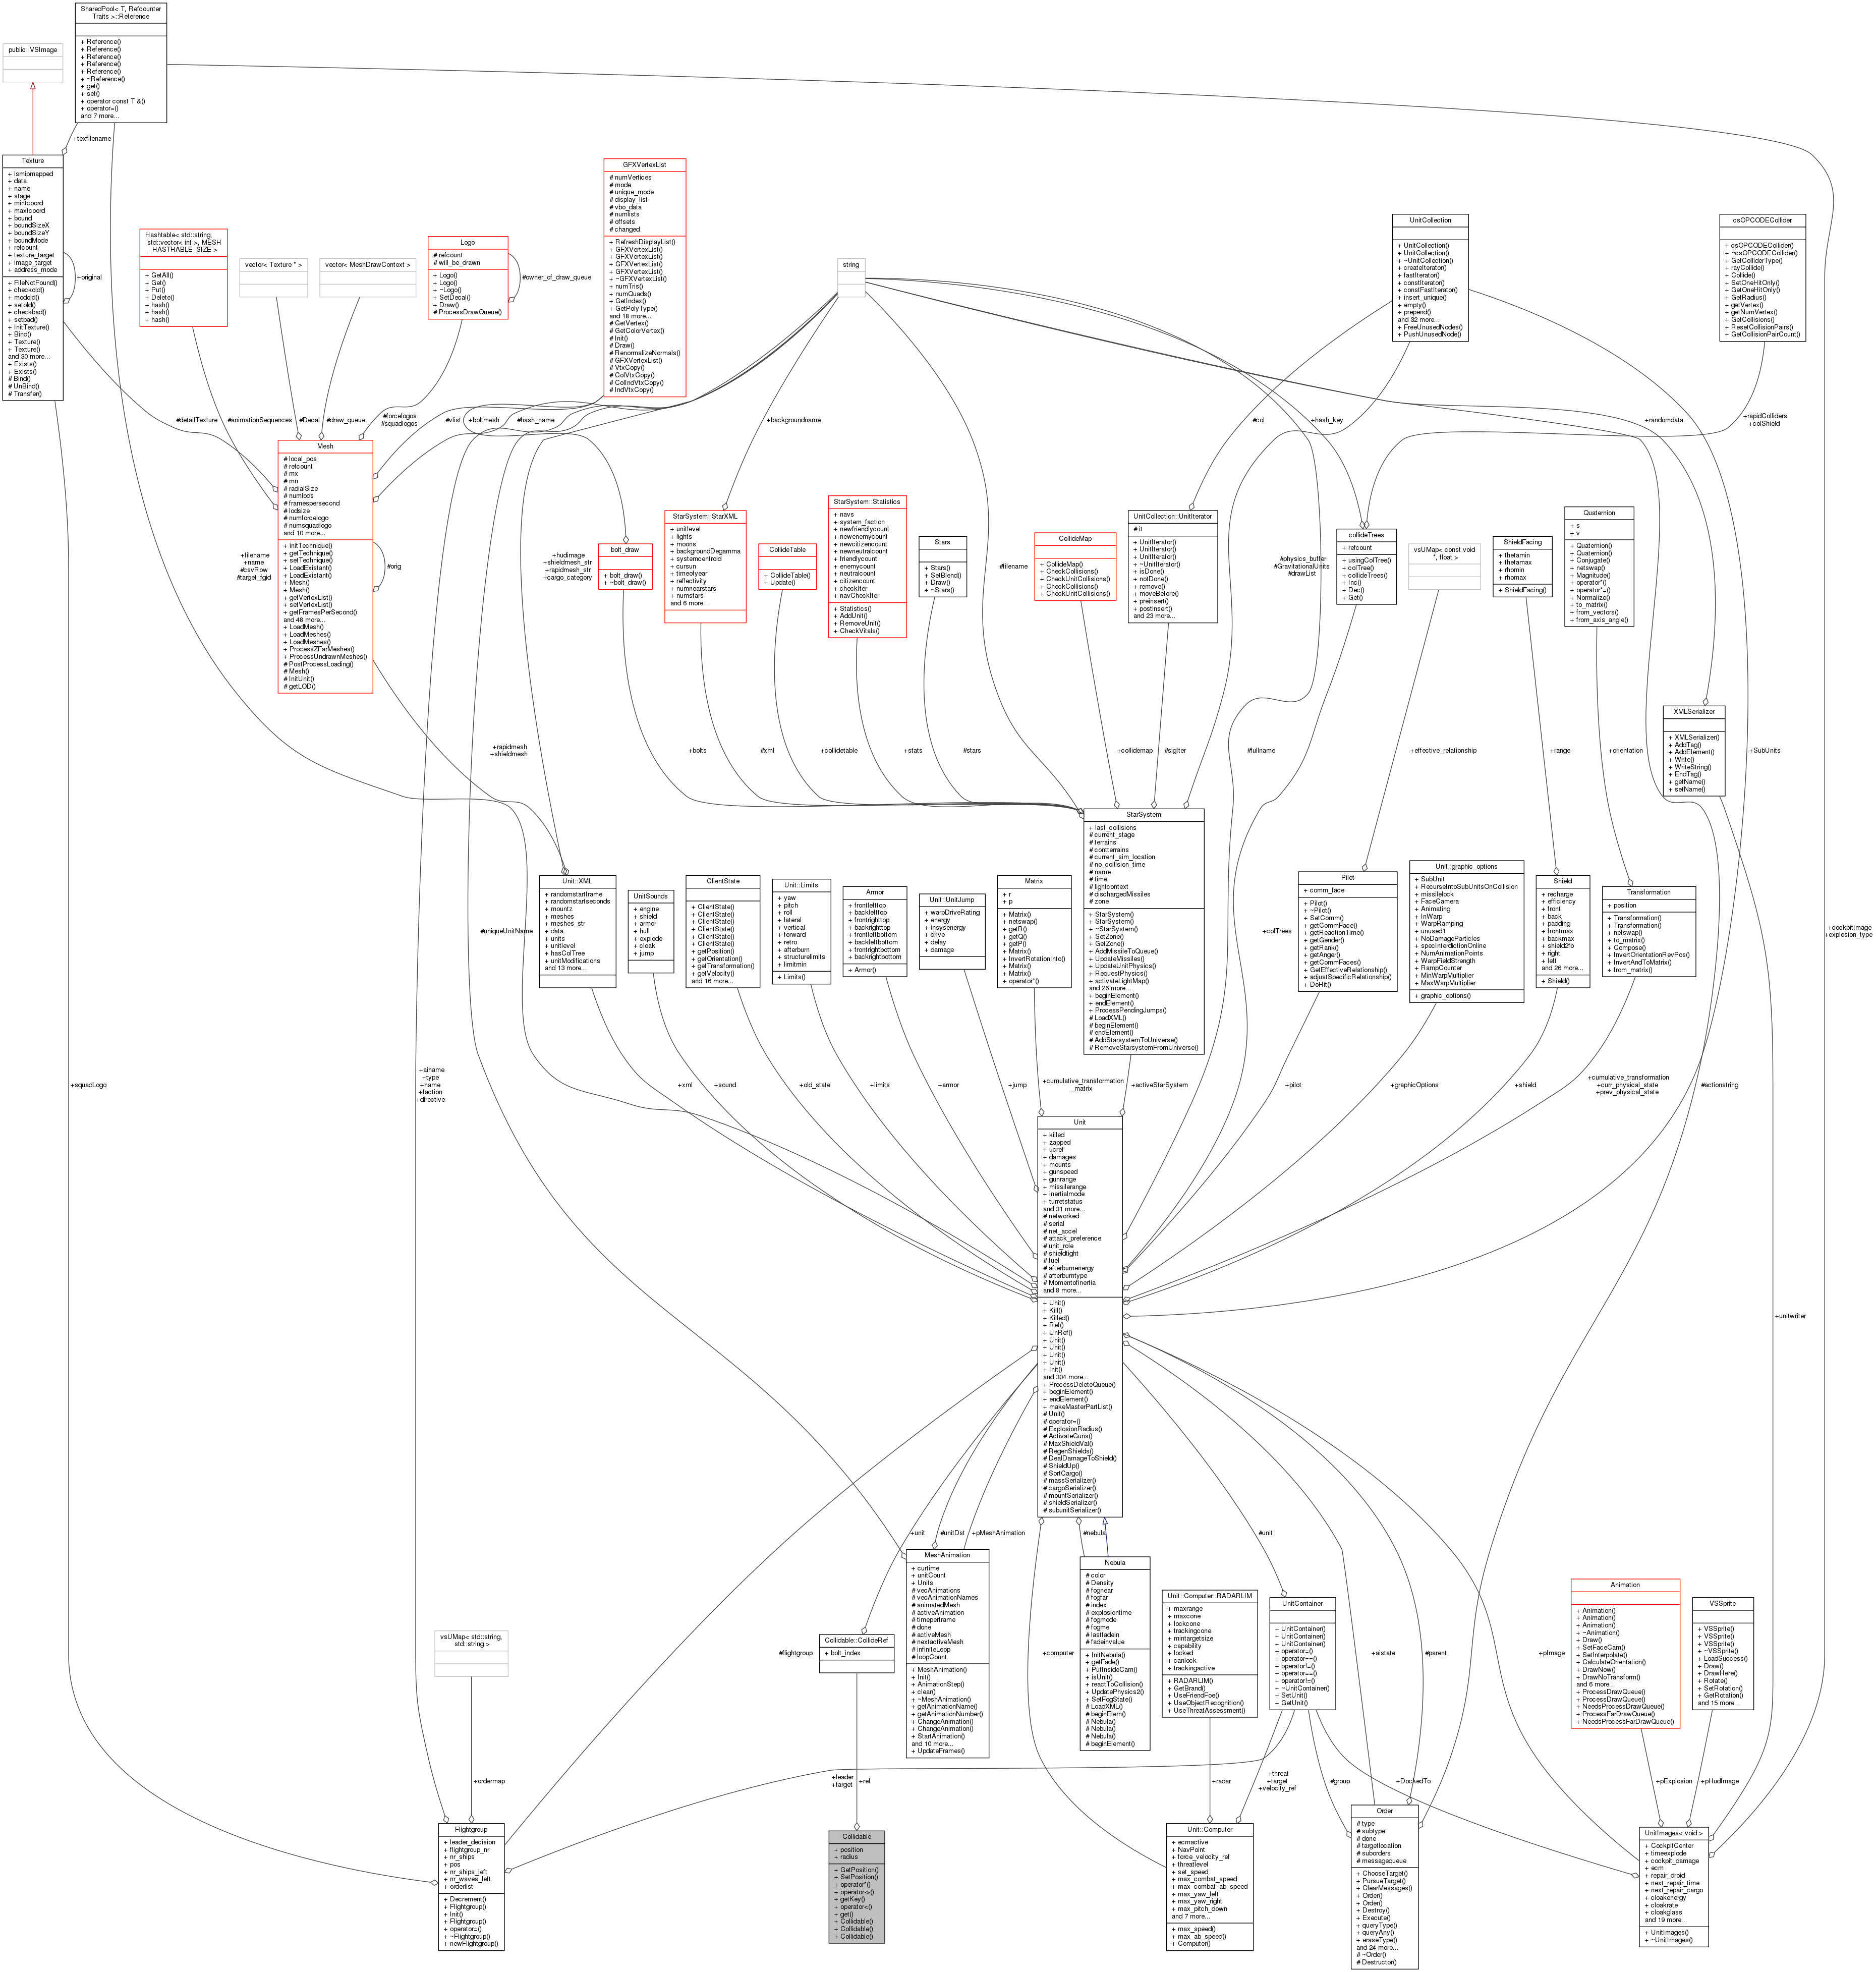 SharedPool< T, Refcounter
Traits >::Reference
+ Reference()
+ Reference()
+ Reference()
+ Reference()
+ Reference()
+ ~Reference()
+ get()
+ set()
+ operator const T &()
+ operator=()
and 7 more...
public::VSImage
+texfilename
Texture
+ ismipmapped
+ data
+ name
+ stage
+ mintcoord
+ maxtcoord
+ bound
+ boundSizeX
+ boundSizeY
+ boundMode
+ refcount
+ texture_target
+ image_target
+ address_mode
+ FileNotFound()
+ checkold()
+ modold()
+ setold()
+ checkbad()
+ setbad()
+ InitTexture()
+ Bind()
+ Texture()
+ Texture()
and 30 more...
+ Exists()
+ Exists()
# Bind()
# UnBind()
# Transfer()
+original
Hashtable< std::string,
std::vector< int >, MESH
_HASTHABLE_SIZE >
+ GetAll()
+ Get()
+ Put()
+ Delete()
+ hash()
+ hash()
+ hash()
vector< Texture * >
vector< MeshDrawContext >
Logo
# refcount
# will_be_drawn
+ Logo()
+ Logo()
+ ~Logo()
+ SetDecal()
+ Draw()
# ProcessDrawQueue()
#owner_of_draw_queue
GFXVertexList
# numVertices
# mode
# unique_mode
# display_list
# vbo_data
# numlists
# offsets
# changed
+ RefreshDisplayList()
+ GFXVertexList()
+ GFXVertexList()
+ GFXVertexList()
+ GFXVertexList()
+ ~GFXVertexList()
+ numTris()
+ numQuads()
+ GetIndex()
+ GetPolyType()
and 18 more...
# GetVertex()
# GetColorVertex()
# Init()
# Draw()
# RenormalizeNormals()
# GFXVertexList()
# VtxCopy()
# ColVtxCopy()
# ColIndVtxCopy()
# IndVtxCopy()
string
UnitCollection
+ UnitCollection()
+ UnitCollection()
+ ~UnitCollection()
+ createIterator()
+ fastIterator()
+ constIterator()
+ constFastIterator()
+ insert_unique()
+ empty()
+ prepend()
and 32 more...
+ FreeUnusedNodes()
+ PushUnusedNode()
csOPCODECollider
+ csOPCODECollider()
+ ~csOPCODECollider()
+ GetColliderType()
+ rayCollide()
+ Collide()
+ SetOneHitOnly()
+ GetOneHitOnly()
+ GetRadius()
+ getVertex()
+ getNumVertex()
+ GetCollisions()
+ ResetCollisionPairs()
+ GetCollisionPairCount()
#detailTexture
#animationSequences
#Decal
#draw_queue
#forcelogos
#squadlogos
#vlist
+boltmesh
#hash_name
+backgroundname
#col
+hash_key
+randomdata
+rapidColliders
+colShield
Mesh
# local_pos
# refcount
# mx
# mn
# radialSize
# numlods
# framespersecond
# lodsize
# numforcelogo
# numsquadlogo
and 10 more...
+ initTechnique()
+ getTechnique()
+ setTechnique()
+ LoadExistant()
+ LoadExistant()
+ Mesh()
+ Mesh()
+ getVertexList()
+ setVertexList()
+ getFramesPerSecond()
and 48 more...
+ LoadMesh()
+ LoadMeshes()
+ LoadMeshes()
+ ProcessZFarMeshes()
+ ProcessUndrawnMeshes()
# PostProcessLoading()
# Mesh()
# InitUnit()
# getLOD()
#orig
+filename
+name
#csvRow
#target_fgid
+hudimage
+shieldmesh_str
+rapidmesh_str
+cargo_category
bolt_draw
+ bolt_draw()
+ ~bolt_draw()
StarSystem::StarXML
+ unitlevel
+ lights
+ moons
+ backgroundDegamma
+ systemcentroid
+ cursun
+ timeofyear
+ reflectivity
+ numnearstars
+ numstars
and 6 more...
CollideTable
+ CollideTable()
+ Update()
StarSystem::Statistics
+ navs
+ system_faction
+ newfriendlycount
+ newenemycount
+ newcitizencount
+ newneutralcount
+ friendlycount
+ enemycount
+ neutralcount
+ citizencount
+ checkIter
+ navCheckIter
+ Statistics()
+ AddUnit()
+ RemoveUnit()
+ CheckVitals()
Stars
+ Stars()
+ SetBlend()
+ Draw()
+ ~Stars()
#filename
CollideMap
+ CollideMap()
+ CheckCollisions()
+ CheckUnitCollisions()
+ CheckCollisions()
+ CheckUnitCollisions()
UnitCollection::UnitIterator
# it
+ UnitIterator()
+ UnitIterator()
+ UnitIterator()
+ ~UnitIterator()
+ isDone()
+ notDone()
+ remove()
+ moveBefore()
+ preinsert()
+ postinsert()
and 23 more...
#physics_buffer
#GravitationalUnits
#drawList
collideTrees
+ refcount
+ usingColTree()
+ colTree()
+ collideTrees()
+ Inc()
+ Dec()
+ Get()
vsUMap< const void
*, float >
ShieldFacing
+ thetamin
+ thetamax
+ rhomin
+ rhomax
+ ShieldFacing()
Quaternion
+ s
+ v
+ Quaternion()
+ Quaternion()
+ Conjugate()
+ netswap()
+ Magnitude()
+ operator*()
+ operator*=()
+ Normalize()
+ to_matrix()
+ from_vectors()
+ from_axis_angle()
XMLSerializer
+ XMLSerializer()
+ AddTag()
+ AddElement()
+ Write()
+ WriteString()
+ EndTag()
+ getName()
+ setName()
+rapidmesh
+shieldmesh
+bolts
#xml
+collidetable
+stats
#stars
+collidemap
#sigIter
#fullname
+effective_relationship
+range
+orientation
+SubUnits
+cockpitImage
+explosion_type
#uniqueUnitName
Unit::XML
+ randomstartframe
+ randomstartseconds
+ mountz
+ meshes
+ meshes_str
+ data
+ units
+ unitlevel
+ hasColTree
+ unitModifications
and 13 more...
UnitSounds
+ engine
+ shield
+ armor
+ hull
+ explode
+ cloak
+ jump
ClientState
+ ClientState()
+ ClientState()
+ ClientState()
+ ClientState()
+ ClientState()
+ getPosition()
+ getOrientation()
+ getTransformation()
+ getVelocity()
and 16 more...
Unit::Limits
+ yaw
+ pitch
+ roll
+ lateral
+ vertical
+ forward
+ retro
+ afterburn
+ structurelimits
+ limitmin
+ Limits()
Armor
+ frontlefttop
+ backlefttop
+ frontrighttop
+ backrighttop
+ frontleftbottom
+ backleftbottom
+ frontrightbottom
+ backrightbottom
+ Armor()
Unit::UnitJump
+ warpDriveRating
+ energy
+ insysenergy
+ drive
+ delay
+ damage
Matrix
+ r
+ p
+ Matrix()
+ netswap()
+ getR()
+ getQ()
+ getP()
+ Matrix()
+ InvertRotationInto()
+ Matrix()
+ Matrix()
+ operator*()
StarSystem
+ last_collisions
# current_stage
# terrains
# contterrains
# current_sim_location
# no_collision_time
# name
# time
# lightcontext
# dischargedMissiles
# zone
+ StarSystem()
+ StarSystem()
+ ~StarSystem()
+ SetZone()
+ GetZone()
+ AddMissileToQueue()
+ UpdateMissiles()
+ UpdateUnitPhysics()
+ RequestPhysics()
+ activateLightMap()
and 26 more...
+ beginElement()
+ endElement()
+ ProcessPendingJumps()
# LoadXML()
# beginElement()
# endElement()
# AddStarsystemToUniverse()
# RemoveStarsystemFromUniverse()
+colTrees
Pilot
+ comm_face
+ Pilot()
+ ~Pilot()
+ SetComm()
+ getCommFace()
+ getReactionTime()
+ getGender()
+ getRank()
+ getAnger()
+ getCommFaces()
+ GetEffectiveRelationship()
+ adjustSpecificRelationship()
+ DoHit()
Unit::graphic_options
+ SubUnit
+ RecurseIntoSubUnitsOnCollision
+ missilelock
+ FaceCamera
+ Animating
+ InWarp
+ WarpRamping
+ unused1
+ NoDamageParticles
+ specInterdictionOnline
+ NumAnimationPoints
+ WarpFieldStrength
+ RampCounter
+ MinWarpMultiplier
+ MaxWarpMultiplier
+ graphic_options()
Shield
+ recharge
+ efficiency
+ front
+ back
+ padding
+ frontmax
+ backmax
+ shield2fb
+ right
+ left
and 26 more...
+ Shield()
Transformation
+ position
+ Transformation()
+ Transformation()
+ netswap()
+ to_matrix()
+ Compose()
+ InvertOrientationRevPos()
+ InvertAndToMatrix()
+ from_matrix()
+squadLogo
+ainame
+type
+name
+faction
+directive
+xml
+sound
+old_state
+limits
+armor
+jump
+cumulative_transformation
_matrix
+activeStarSystem
+pilot
+graphicOptions
+shield
+cumulative_transformation
+curr_physical_state
+prev_physical_state
#actionstring
+unitwriter
Unit
+ killed
+ zapped
+ ucref
+ damages
+ mounts
+ gunspeed
+ gunrange
+ missilerange
+ inertialmode
+ turretstatus
and 31 more...
# networked
# serial
# net_accel
# attack_preference
# unit_role
# shieldtight
# fuel
# afterburnenergy
# afterburntype
# MomentofInertia
and 8 more...
+ Unit()
+ Kill()
+ Killed()
+ Ref()
+ UnRef()
+ Unit()
+ Unit()
+ Unit()
+ Unit()
+ Init()
and 304 more...
+ ProcessDeleteQueue()
+ beginElement()
+ endElement()
+ makeMasterPartList()
# Unit()
# operator=()
# ExplosionRadius()
# ActivateGuns()
# MaxShieldVal()
# RegenShields()
# DealDamageToShield()
# ShieldUp()
# SortCargo()
# massSerializer()
# cargoSerializer()
# mountSerializer()
# shieldSerializer()
# subunitSerializer()
+unit
#unitDst
+pMeshAnimation
#nebula
#unit
#flightgroup
+computer
+aistate
#parent
+pImage
vsUMap< std::string,
std::string >
Collidable::CollideRef
+ bolt_index
MeshAnimation
+ curtime
+ unitCount
+ Units
# vecAnimations
# vecAnimationNames
# animatedMesh
# activeAnimation
# timeperframe
# done
# activeMesh
# nextactiveMesh
# infiniteLoop
# loopCount
+ MeshAnimation()
+ Init()
+ AnimationStep()
+ clear()
+ ~MeshAnimation()
+ getAnimationName()
+ getAnimationNumber()
+ ChangeAnimation()
+ ChangeAnimation()
+ StartAnimation()
and 10 more...
+ UpdateFrames()
Nebula
# color
# Density
# fognear
# fogfar
# index
# explosiontime
# fogmode
# fogme
# lastfadein
# fadeinvalue
+ InitNebula()
+ getFade()
+ PutInsideCam()
+ isUnit()
+ reactToCollision()
+ UpdatePhysics2()
+ SetFogState()
# LoadXML()
# beginElem()
# Nebula()
# Nebula()
# Nebula()
# beginElement()
Unit::Computer::RADARLIM
+ maxrange
+ maxcone
+ lockcone
+ trackingcone
+ mintargetsize
+ capability
+ locked
+ canlock
+ trackingactive
+ RADARLIM()
+ GetBrand()
+ UseFriendFoe()
+ UseObjectRecognition()
+ UseThreatAssessment()
UnitContainer
+ UnitContainer()
+ UnitContainer()
+ UnitContainer()
+ operator=()
+ operator==()
+ operator!=()
+ operator==()
+ operator!=()
+ ~UnitContainer()
+ SetUnit()
+ GetUnit()
Animation
+ Animation()
+ Animation()
+ Animation()
+ ~Animation()
+ Draw()
+ SetFaceCam()
+ SetInterpolate()
+ CalculateOrientation()
+ DrawNow()
+ DrawNoTransform()
and 6 more...
+ ProcessDrawQueue()
+ ProcessDrawQueue()
+ NeedsProcessDrawQueue()
+ ProcessFarDrawQueue()
+ NeedsProcessFarDrawQueue()
VSSprite
+ VSSprite()
+ VSSprite()
+ VSSprite()
+ ~VSSprite()
+ LoadSuccess()
+ Draw()
+ DrawHere()
+ Rotate()
+ SetRotation()
+ GetRotation()
and 15 more...
+ordermap
+leader
+target
+ref
+radar
+threat
+target
+velocity_ref
#group
+DockedTo
+pExplosion
+pHudImage
Flightgroup
+ leader_decision
+ flightgroup_nr
+ nr_ships
+ pos
+ nr_ships_left
+ nr_waves_left
+ orderlist
+ Decrement()
+ Flightgroup()
+ Init()
+ Flightgroup()
+ operator=()
+ ~Flightgroup()
+ newFlightgroup()
Collidable
+ position
+ radius
+ GetPosition()
+ SetPosition()
+ operator*()
+ operator->()
+ getKey()
+ operator<()
+ get()
+ Collidable()
+ Collidable()
+ Collidable()
Unit::Computer
+ ecmactive
+ NavPoint
+ force_velocity_ref
+ threatlevel
+ set_speed
+ max_combat_speed
+ max_combat_ab_speed
+ max_yaw_left
+ max_yaw_right
+ max_pitch_down
and 7 more...
+ max_speed()
+ max_ab_speed()
+ Computer()
Order
# type
# subtype
# done
# targetlocation
# suborders
# messagequeue
+ ChooseTarget()
+ PursueTarget()
+ ClearMessages()
+ Order()
+ Order()
+ Destroy()
+ Execute()
+ queryType()
+ queryAny()
+ eraseType()
and 24 more...
# ~Order()
# Destructor()
UnitImages< void >
+ CockpitCenter
+ timeexplode
+ cockpit_damage
+ ecm
+ repair_droid
+ next_repair_time
+ next_repair_cargo
+ cloakenergy
+ cloakrate
+ cloakglass
and 19 more...
+ UnitImages()
+ ~UnitImages()